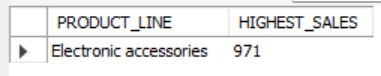 PRODUCT_LINE HIGHEST_SALES
Electronic accessories 971